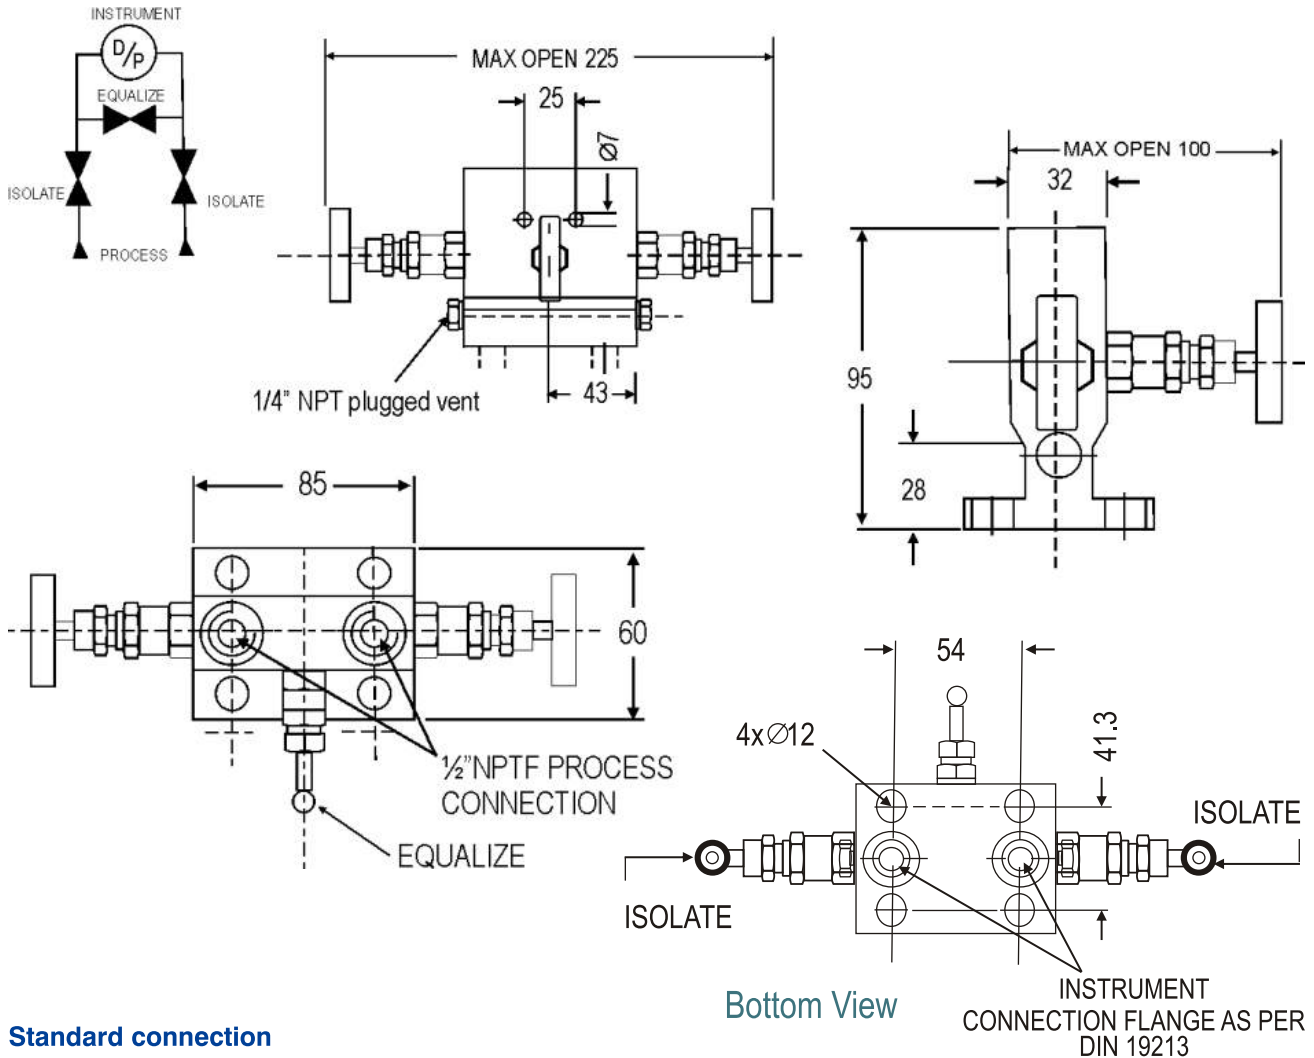 INSTRUMENT
D/P
EQUALIZE
ISOLATE
ISOLATE
PROCESS
MAX OPEN 225
25
Ø7
1/4” NPT plugged vent
43
MAX OPEN 100
32
95
28
85
60
½”NPTF PROCESS
CONNECTION
EQUALIZE
54
4xØ12
41.3
ISOLATE
ISOLATE
INSTRUMENT
CONNECTION FLANGE AS PER
DIN 19213
Bottom View
Standard connection